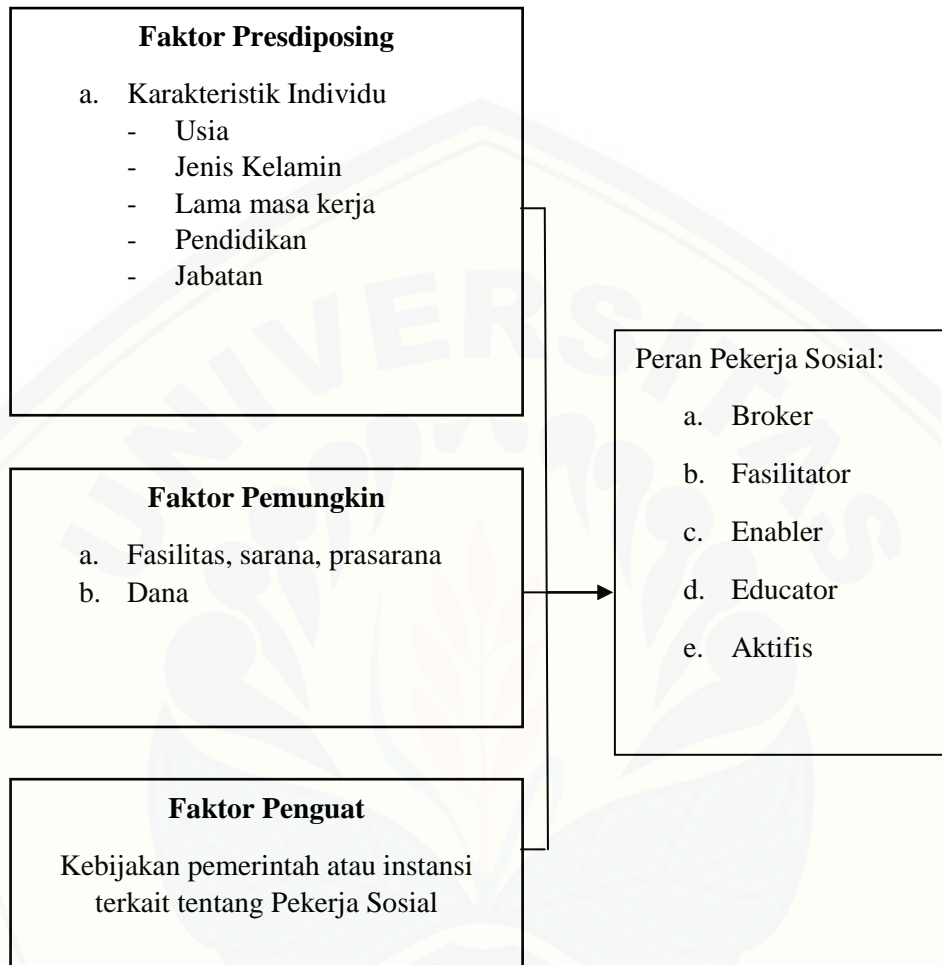 Faktor Presdiposing
a. Karakteristik Individu
- Usia
- Jenis Kelamin
- Lama masa kerja
- Pendidikan
- Jabatan
Faktor Pemungkin
a. Fasilitas, sarana, prasarana
b. Dana
Faktor Penguat
Kebijakan pemerintah atau instansi
terkait tentang Pekerja Sosial
Peran Pekerja Sosial:
a. Broker
b. Fasilitator
c. Enabler
d. Educator
e. Aktifis
UNIVERSITAS